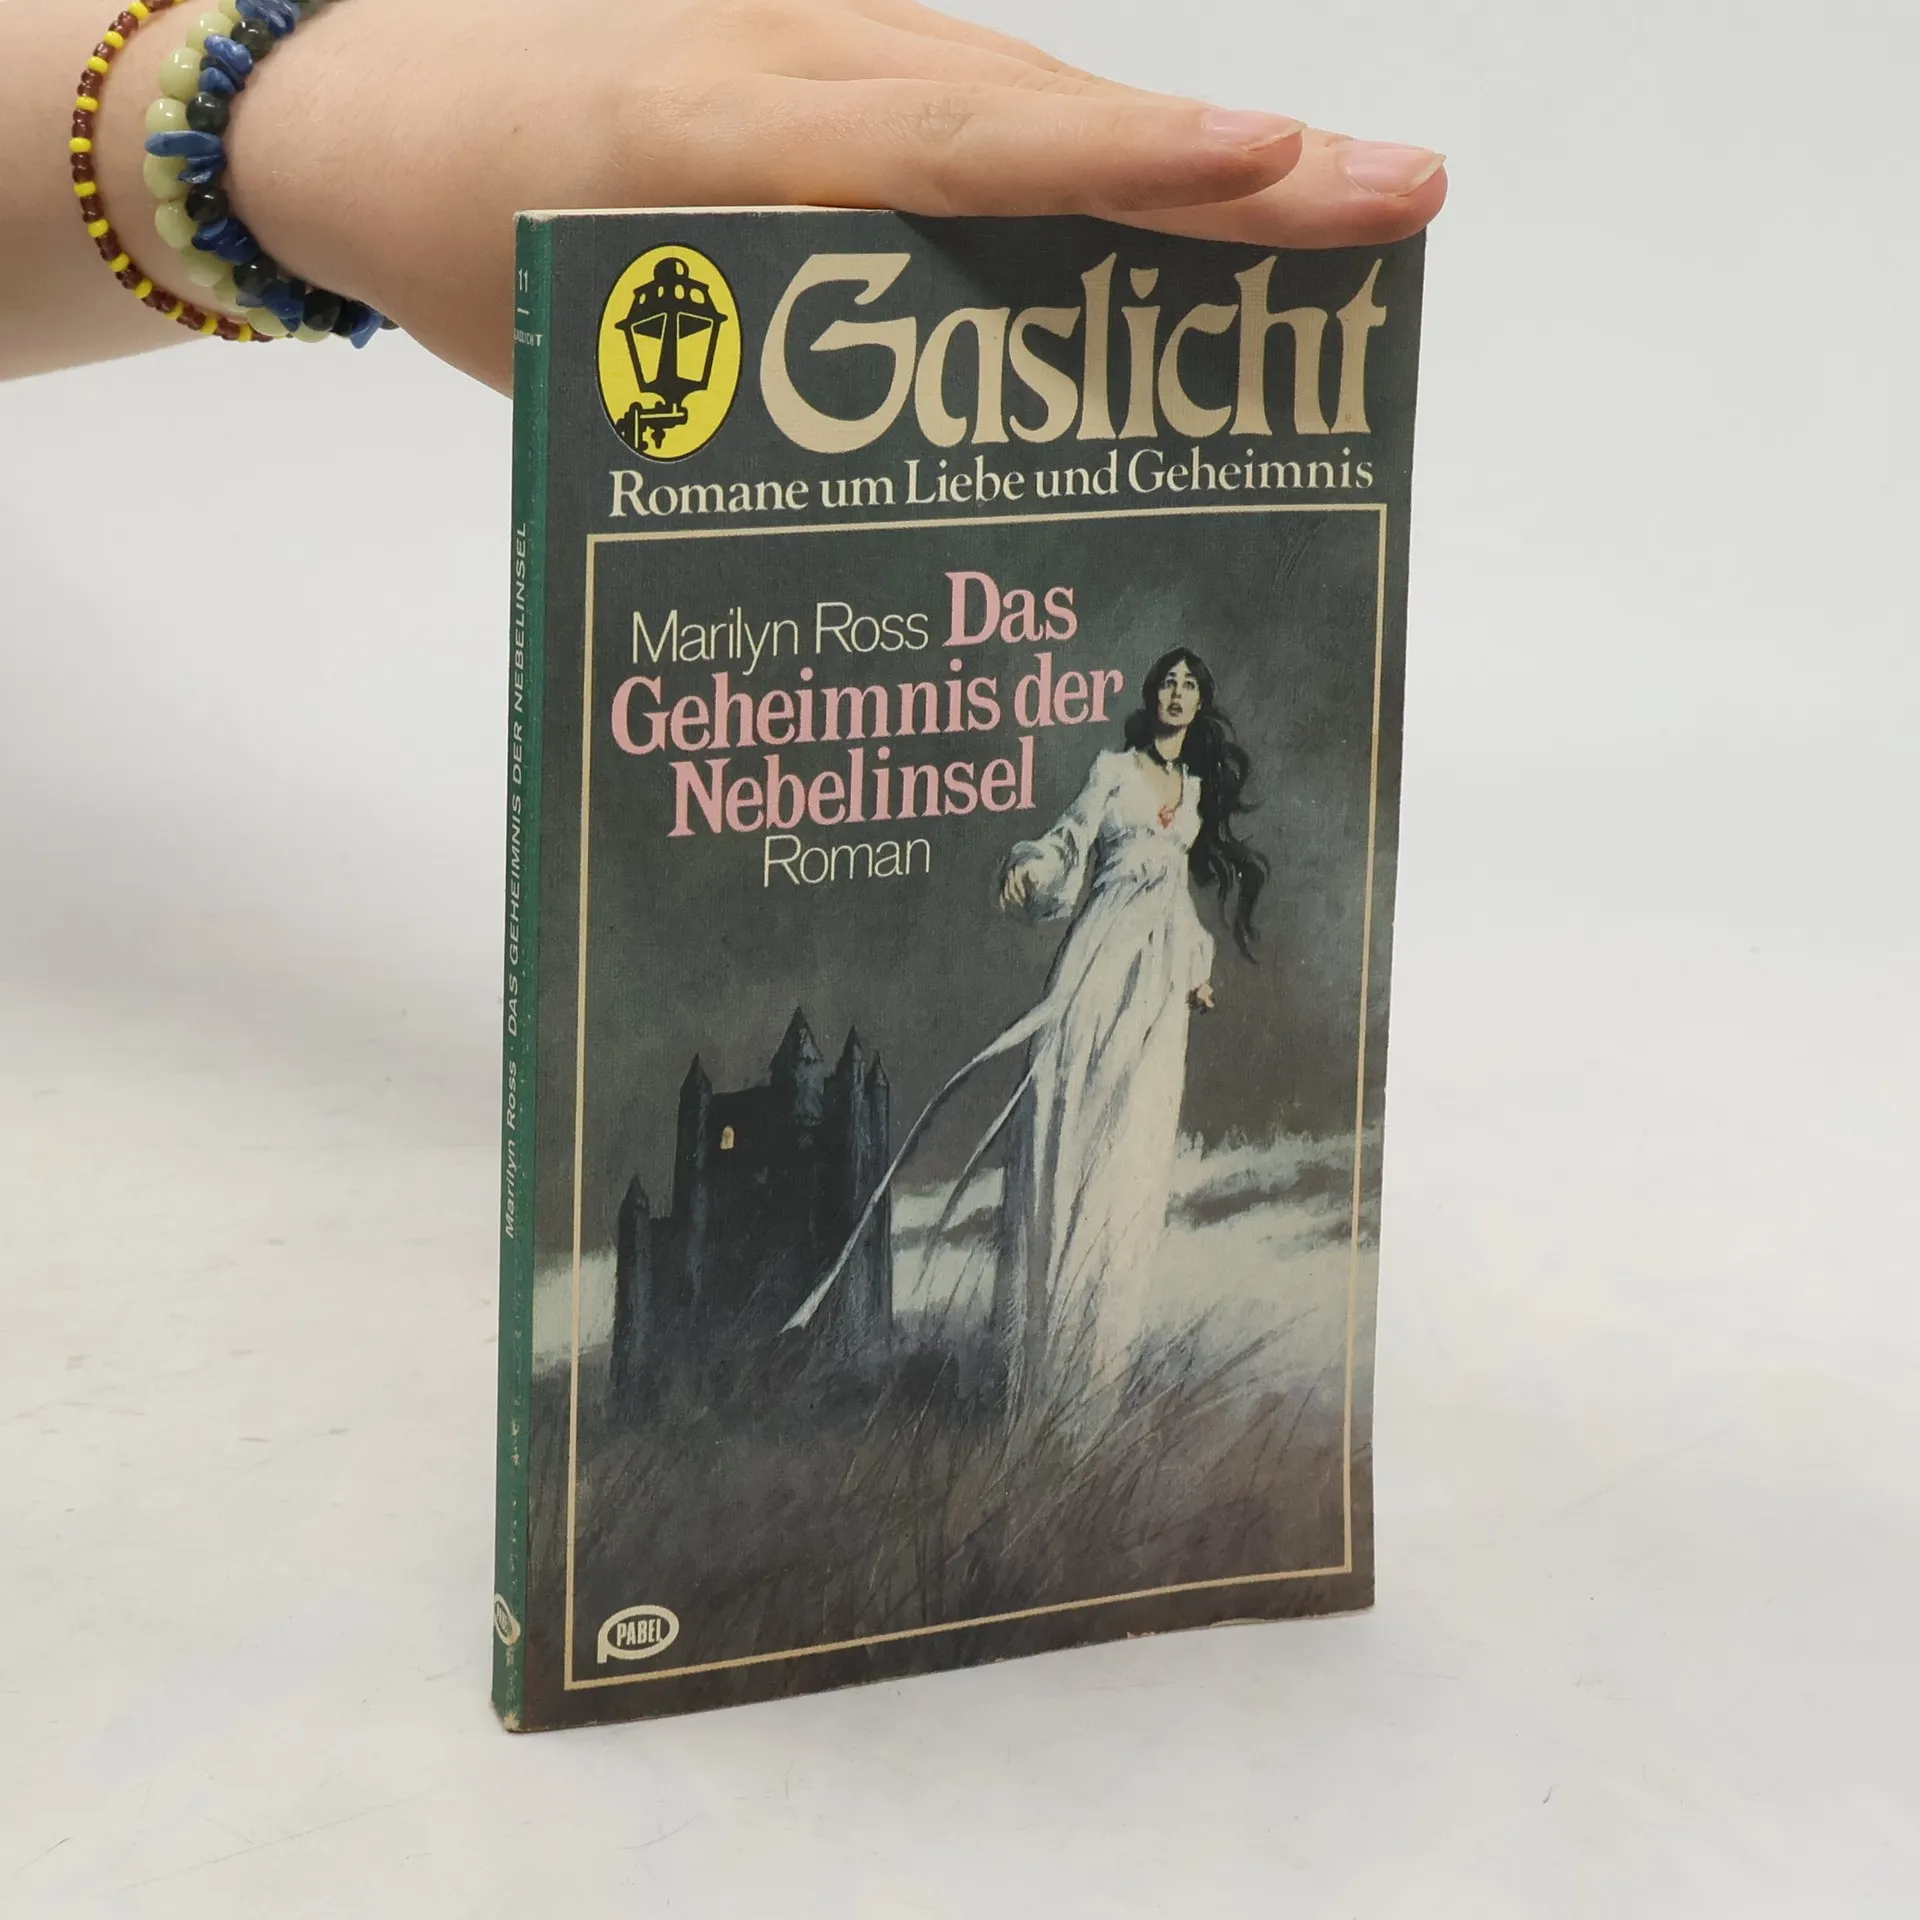 Gaslicht
Romane um Liebe und Geheimnis
Marilyn Ross Das
Geheimnis der
Nebelinsel
Roman
PABEL
11
GASLICHT
Marilyn Ross · DAS GEHEIMNIS DER NEBELINSEL